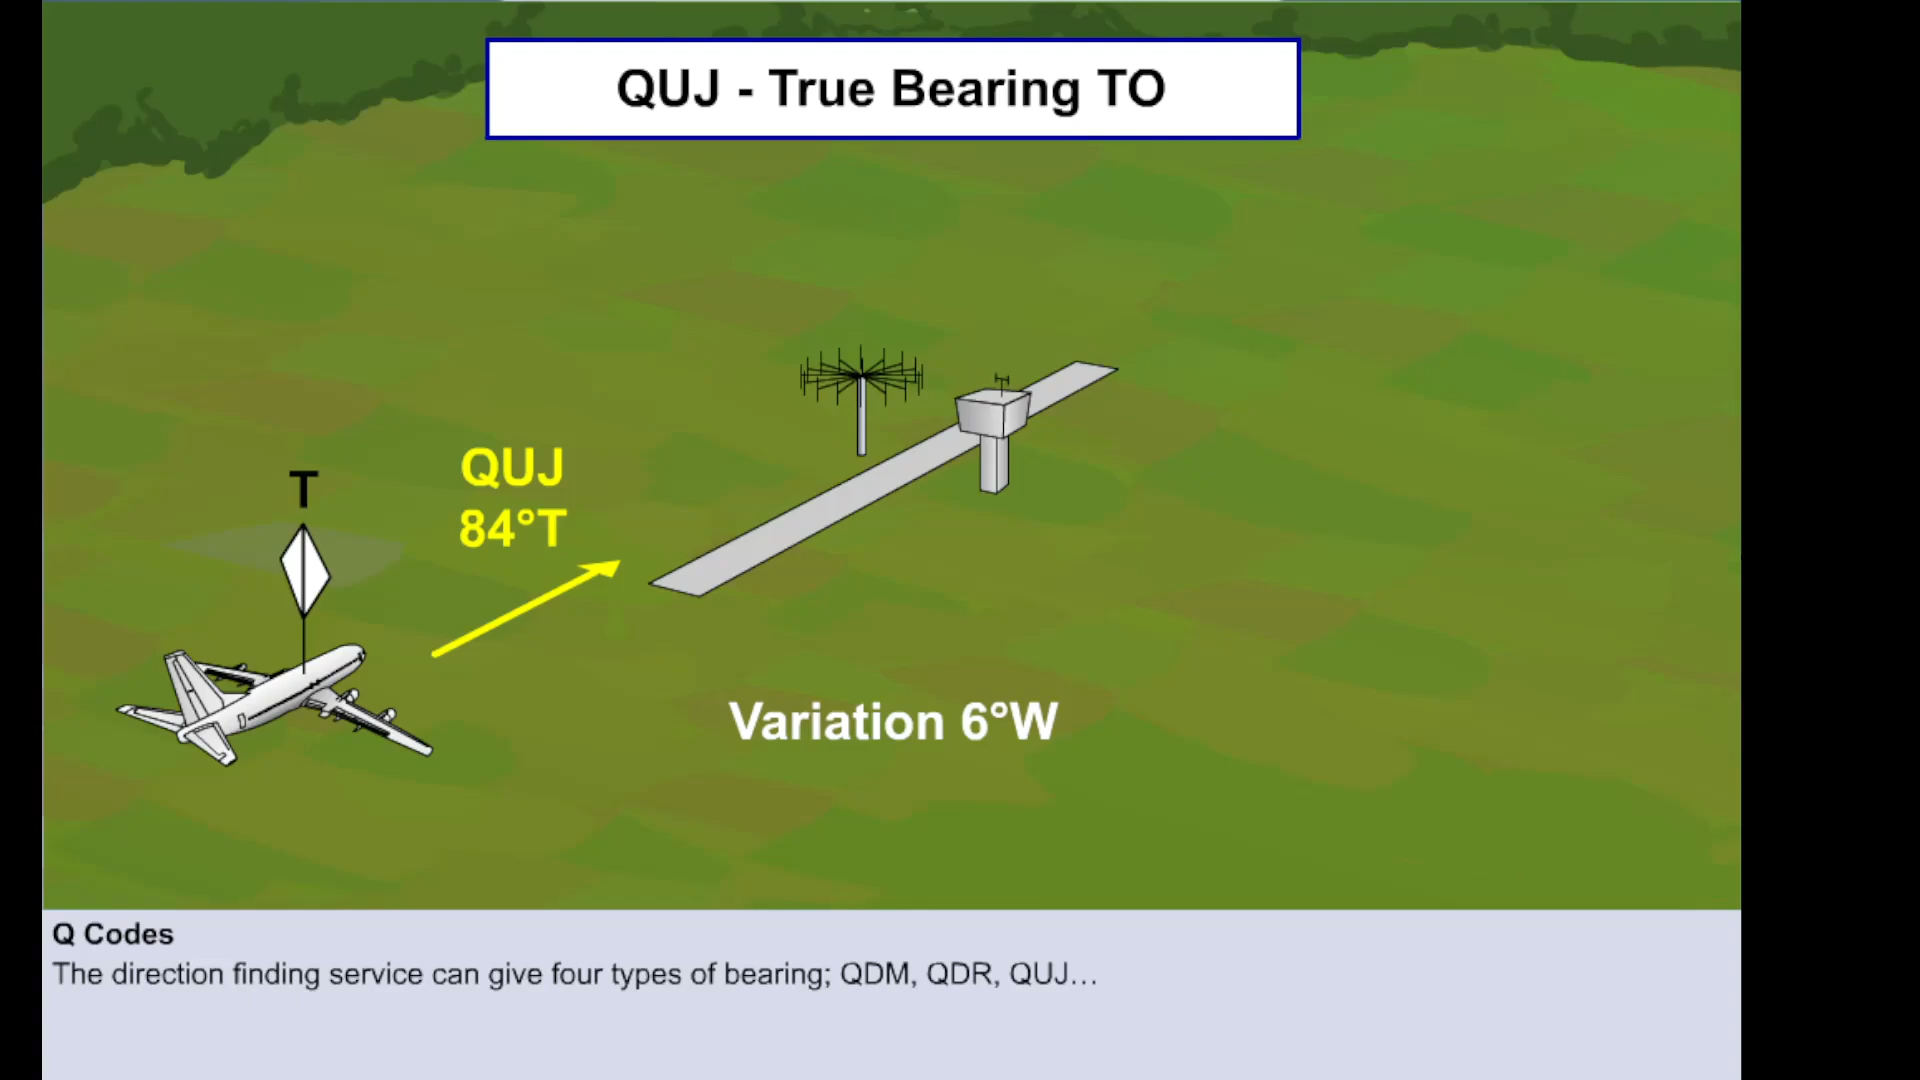 QUJ - True Bearing TO
QUJ
84°T
T
Variation 6°W
Q Codes
The direction finding service can give four types of bearing; QDM, QDR, QUJ...